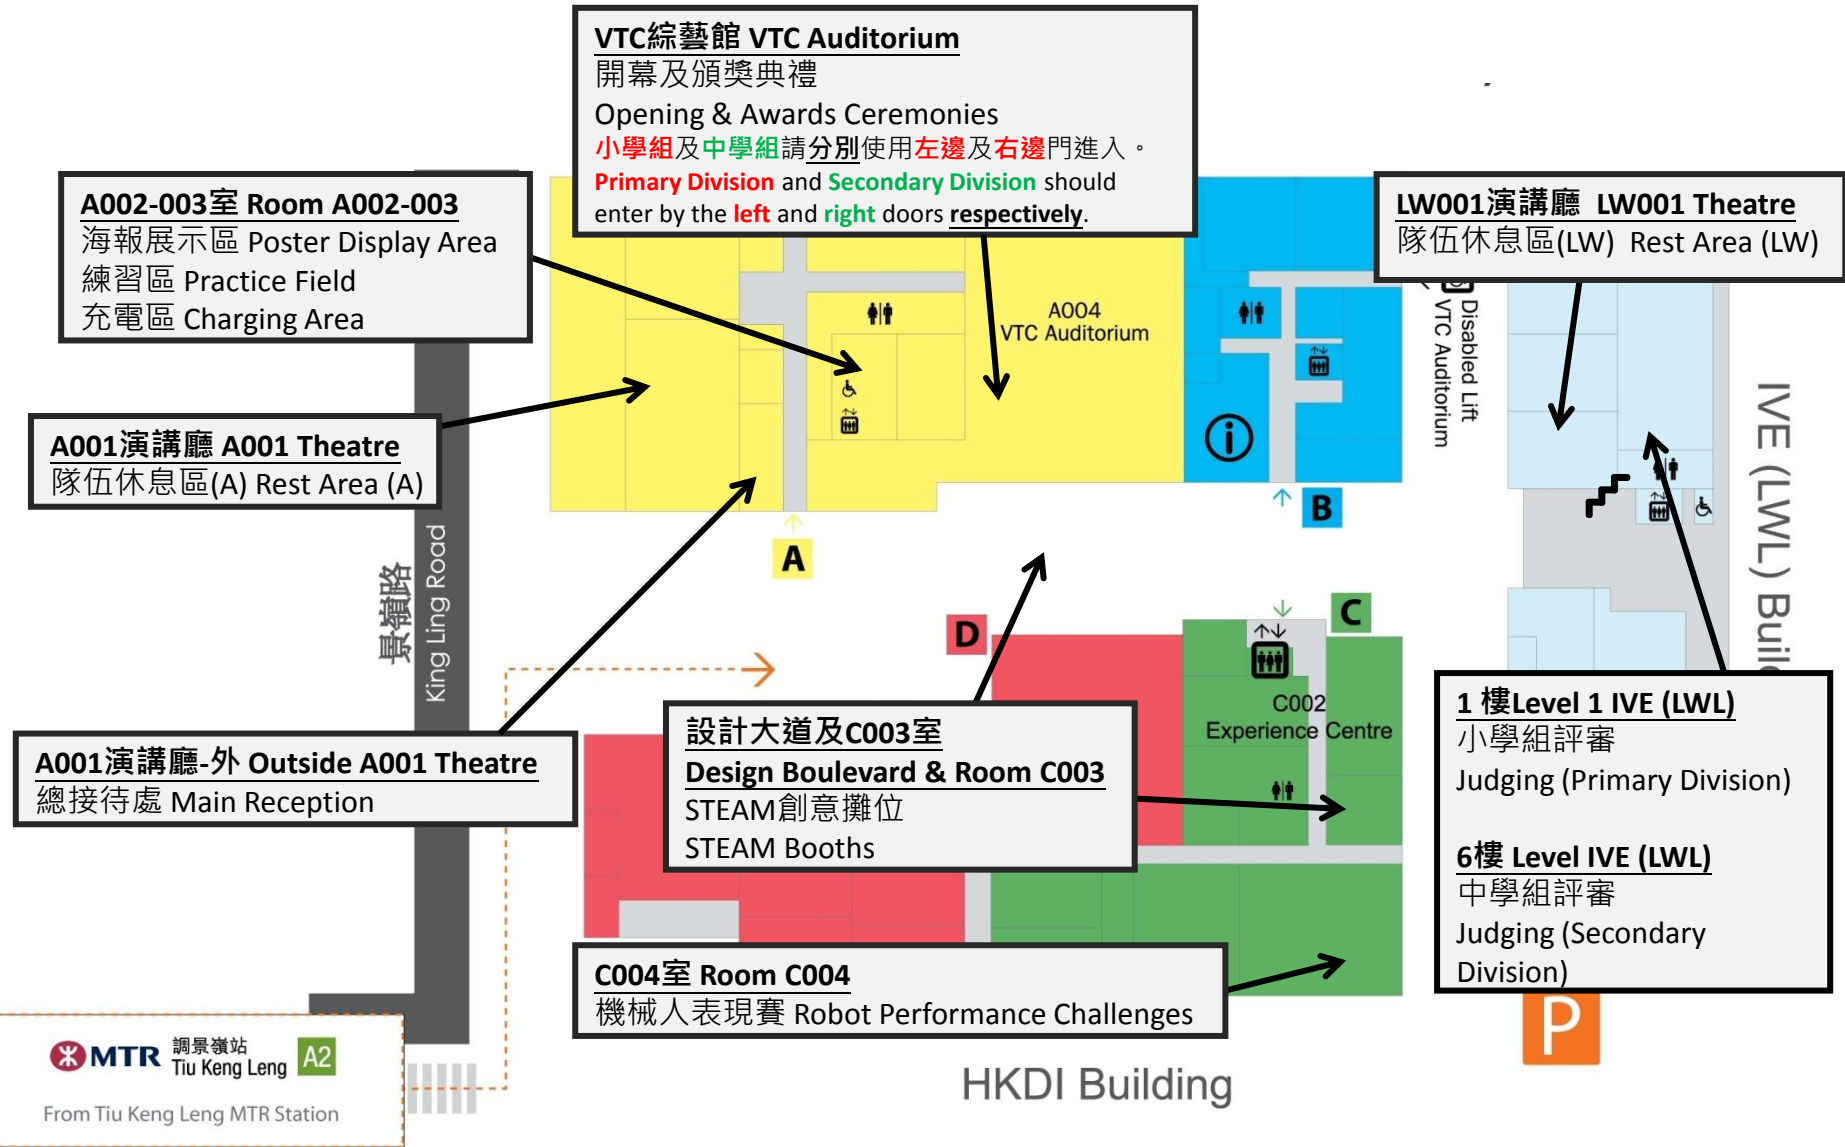 VTC綜藝館 VTC Auditorium
開幕及頒獎典禮
Opening & Awards Ceremonies
小學組及中學組請分別使用左邊及右邊門進入。
Primary Division and Secondary Division should
enter by the left and right doors respectively.
A002-003室 Room A002-003
海報展示區 Poster Display Area
練習區 Practice Field
充電區 Charging Area
LW001演講廳 LW001 Theatre
隊伍休息區(LW) Rest Area (LW)
A004
VTC Auditorium
Disabled Lift
VTC Auditorium
A001演講廳 A001 Theatre
隊伍休息區(A) Rest Area (A)
i
B
A
C
D
景嶺路
King Ling Road
IVE (LWL) Buil
C002
Experience Centre
設計大道及C003室
Design Boulevard & Room C003
STEAM創意攤位
STEAM Booths
A001演講廳-外 Outside A001 Theatre
總接待處 Main Reception
1 樓Level 1 IVE (LWL)
小學組評審
Judging (Primary Division)
6樓 Level IVE (LWL)
中學組評審
Judging (Secondary
Division)
C004室 Room C004
機械人表現賽 Robot Performance Challenges
P
MTR 調景嶺站
Tiu Keng Leng A2
From Tiu Keng Leng MTR Station
HKDI Building